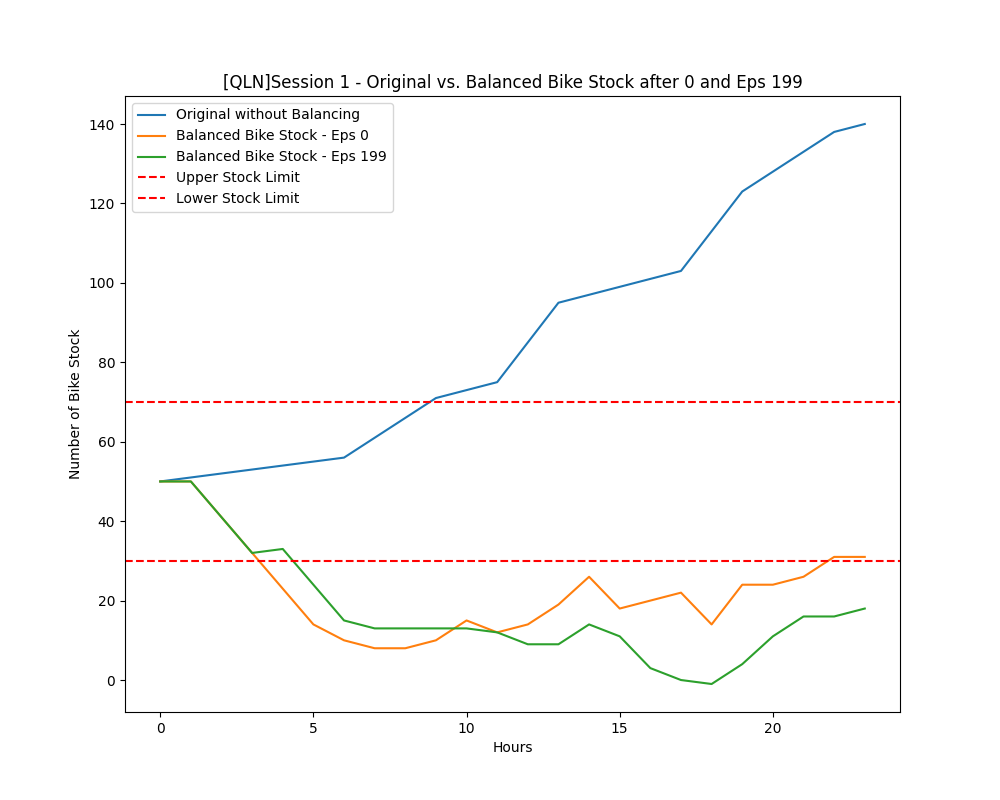 [QLN]Session 1 - Original vs. Balanced Bike Stock after 0 and Eps 199
Original without Balancing
Balanced Bike Stock - Eps 0
Balanced Bike Stock - Eps 199
Upper Stock Limit
Lower Stock Limit
140
120
100
80
60
40
20
0
Number of Bike Stock
0 5 10 15 20
Hours